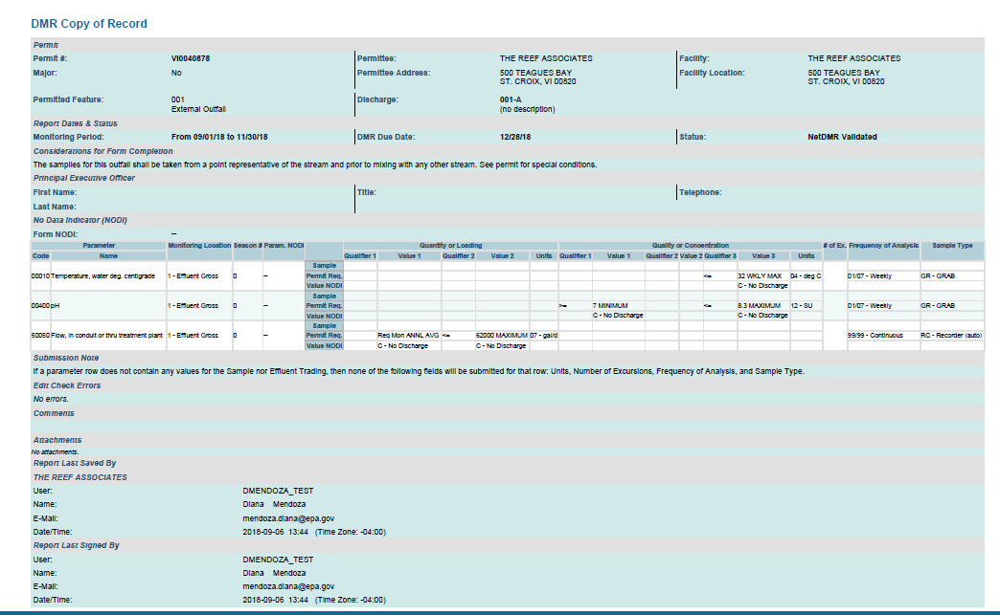 DMR Copy of Record
Permit
Permit #: VI0040878 Permittee: THE REEF ASSOCIATES Facility: THE REEF ASSOCIATES
Major: No Permittee Address: 500 TEAGUES BAY Facility Location: 500 TEAGUES BAY
ST. CROIX, VI 00820 ST. CROIX, VI 00820
Permitted Feature: 001 Discharge: 001-A
External Outfall (no description)
Report Dates & Status
Monitoring Period: From 09/01/18 to 11/30/18 DMR Due Date: 12/28/18 Status: NetDMR Validated
Considerations for Form Completion
The samplles for this outfall shall be taken from a point representative of the stream and prior to mixing with any other stream. See permit for special conditions.
Principal Executive Officer
First Name: Title: Telephone:
Last Name:
No Data Indicator (NODI)
Form NODI: --
Parameter Monitoring Location Season # Param. NODI Quantity or Loading Quality or Concentration # of Ex. Frequency of Analysis Sample Type
Code Name Qualifier 1 Value 1 Qualifier 2 Value 2 Units Qualifier 1 Value 1 Qualifier 2 Value 2 Qualifier 3 Value 3 Units
Sample
00010 Temperature, water deg. centigrade 1 - Effluent Gross 0 -- Permit Req. <= 32 WKLY MAX 04 - deg C 01/07 - Weekly GR - GRAB
Value NODI C - No Discharge
Sample
00400 pH 1 - Effluent Gross 0 -- Permit Req. >= 7 MINIMUM <= 8.3 MAXIMUM 12 - SU 01/07 - Weekly GR - GRAB
Value NODI C - No Discharge C - No Discharge
Sample
50050 Flow, in conduit or thru treatment plant 1 - Effluent Gross 0 -- Permit Req. Req Mon ANNL AVG <= 62000 MAXIMUM 07 - gal/d 99/99 - Continuous RC - Recorder (auto)
Value NODI C - No Discharge C - No Discharge
Submission Note
If a parameter row does not contain any values for the Sample nor Effluent Trading, then none of the following fields will be submitted for that row: Units, Number of Excursions, Frequency of Analysis, and Sample Type.
Edit Check Errors
No errors.
Comments
Attachments
No attachments.
Report Last Saved By
THE REEF ASSOCIATES
User: DMENDOZA_TEST
Name: Diana Mendoza
E-Mail: mendoza.diana@epa.gov
Date/Time: 2018-09-06 13:44 (Time Zone: -04:00)
Report Last Signed By
User: DMENDOZA_TEST
Name: Diana Mendoza
E-Mail: mendoza.diana@epa.gov
Date/Time: 2018-09-06 13:44 (Time Zone: -04:00)